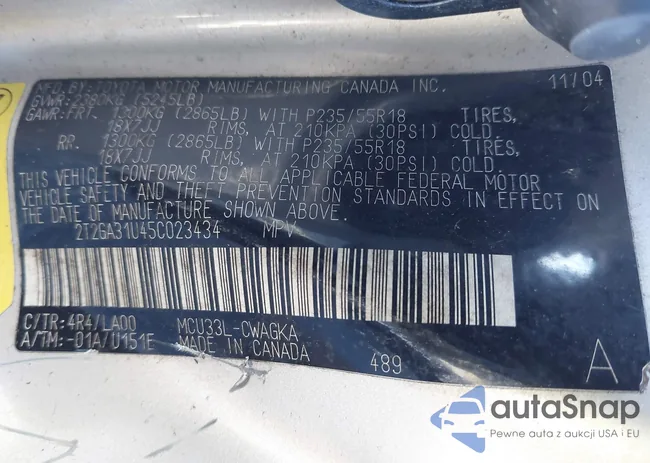 MFD. BY: TOYOTA MOTOR MANUFACTURING CANADA INC. 11/04
GVWR: 2380KG (5245LB)
GAWR: FRT. 1300KG (2865LB) WITH P235/55R18 TIRES,
18X7JJ RIMS, AT 210KPA (30PSI) COLD.
RR. 1300KG (2865LB) WITH P235/55R18 TIRES,
18X7JJ RIMS, AT 210KPA (30PSI) COLD.
THIS VEHICLE CONFORMS TO ALL APPLICABLE FEDERAL MOTOR
VEHICLE SAFETY AND THEFT PREVENTION STANDARDS IN EFFECT ON
THE DATE OF MANUFACTURE SHOWN ABOVE.
2T2GA31U45C023434 MPV
C/TR: 4R4/LA00 MCU33L-CWAGKA
A/TM: -01A/U151E MADE IN CANADA 489 A
autaSnap
Pewne auta z aukcji USA i EU